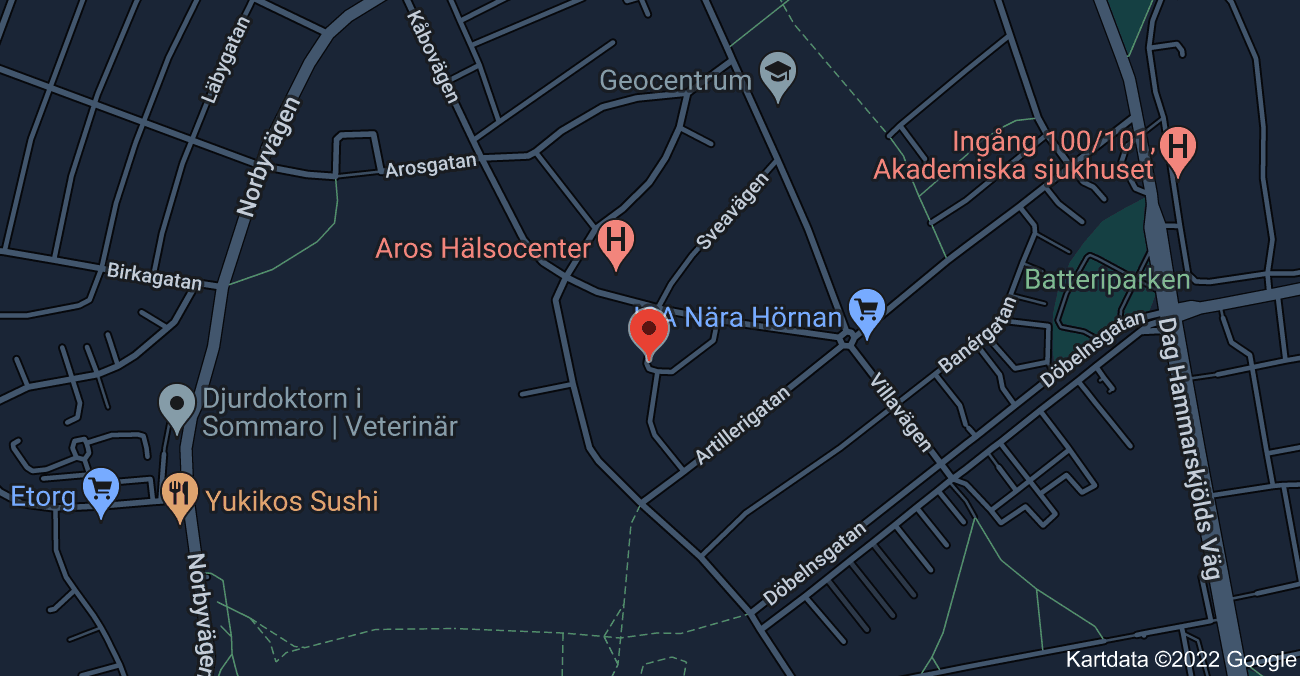 Läbygatan
Kåbovägen
Geocentrum
Norbyvägen
Arosgatan
Ingång 100/101,
Akademiska sjukhuset
Sveavägen
Aros Hälsocenter
Birkagatan
Batteriparken
A Nära Hörnan
Banérgatan
Döbelnsgatan
Dag Hammarskjölds Väg
Villavägen
Artillerigatan
Djurdoktorn i
Sommaro | Veterinär
Etorg
Yukikos Sushi
Döbelnsgatan
Norbyvägen
Kartdata ©2022 Google